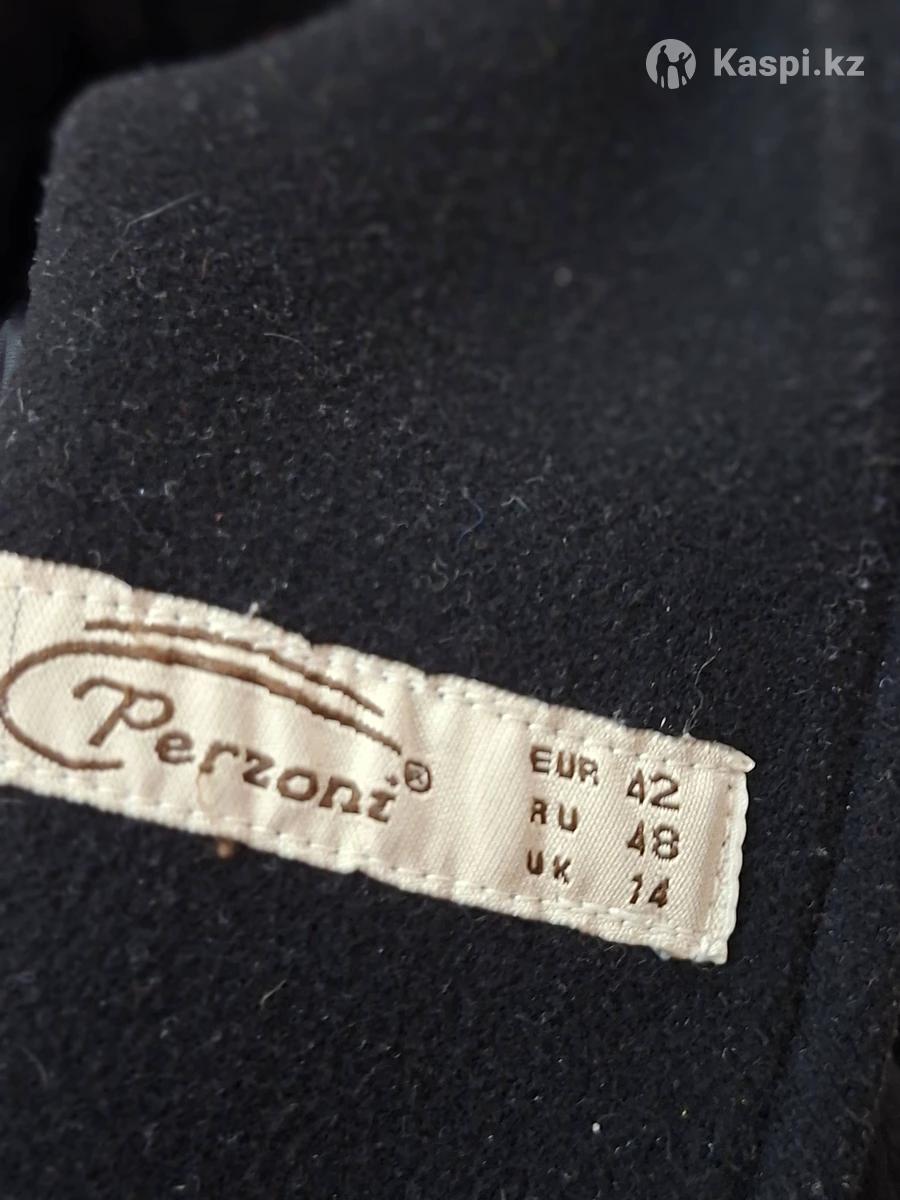 Kaspi.kz
Perzoni®
EUR 42
RU 48
UK 14